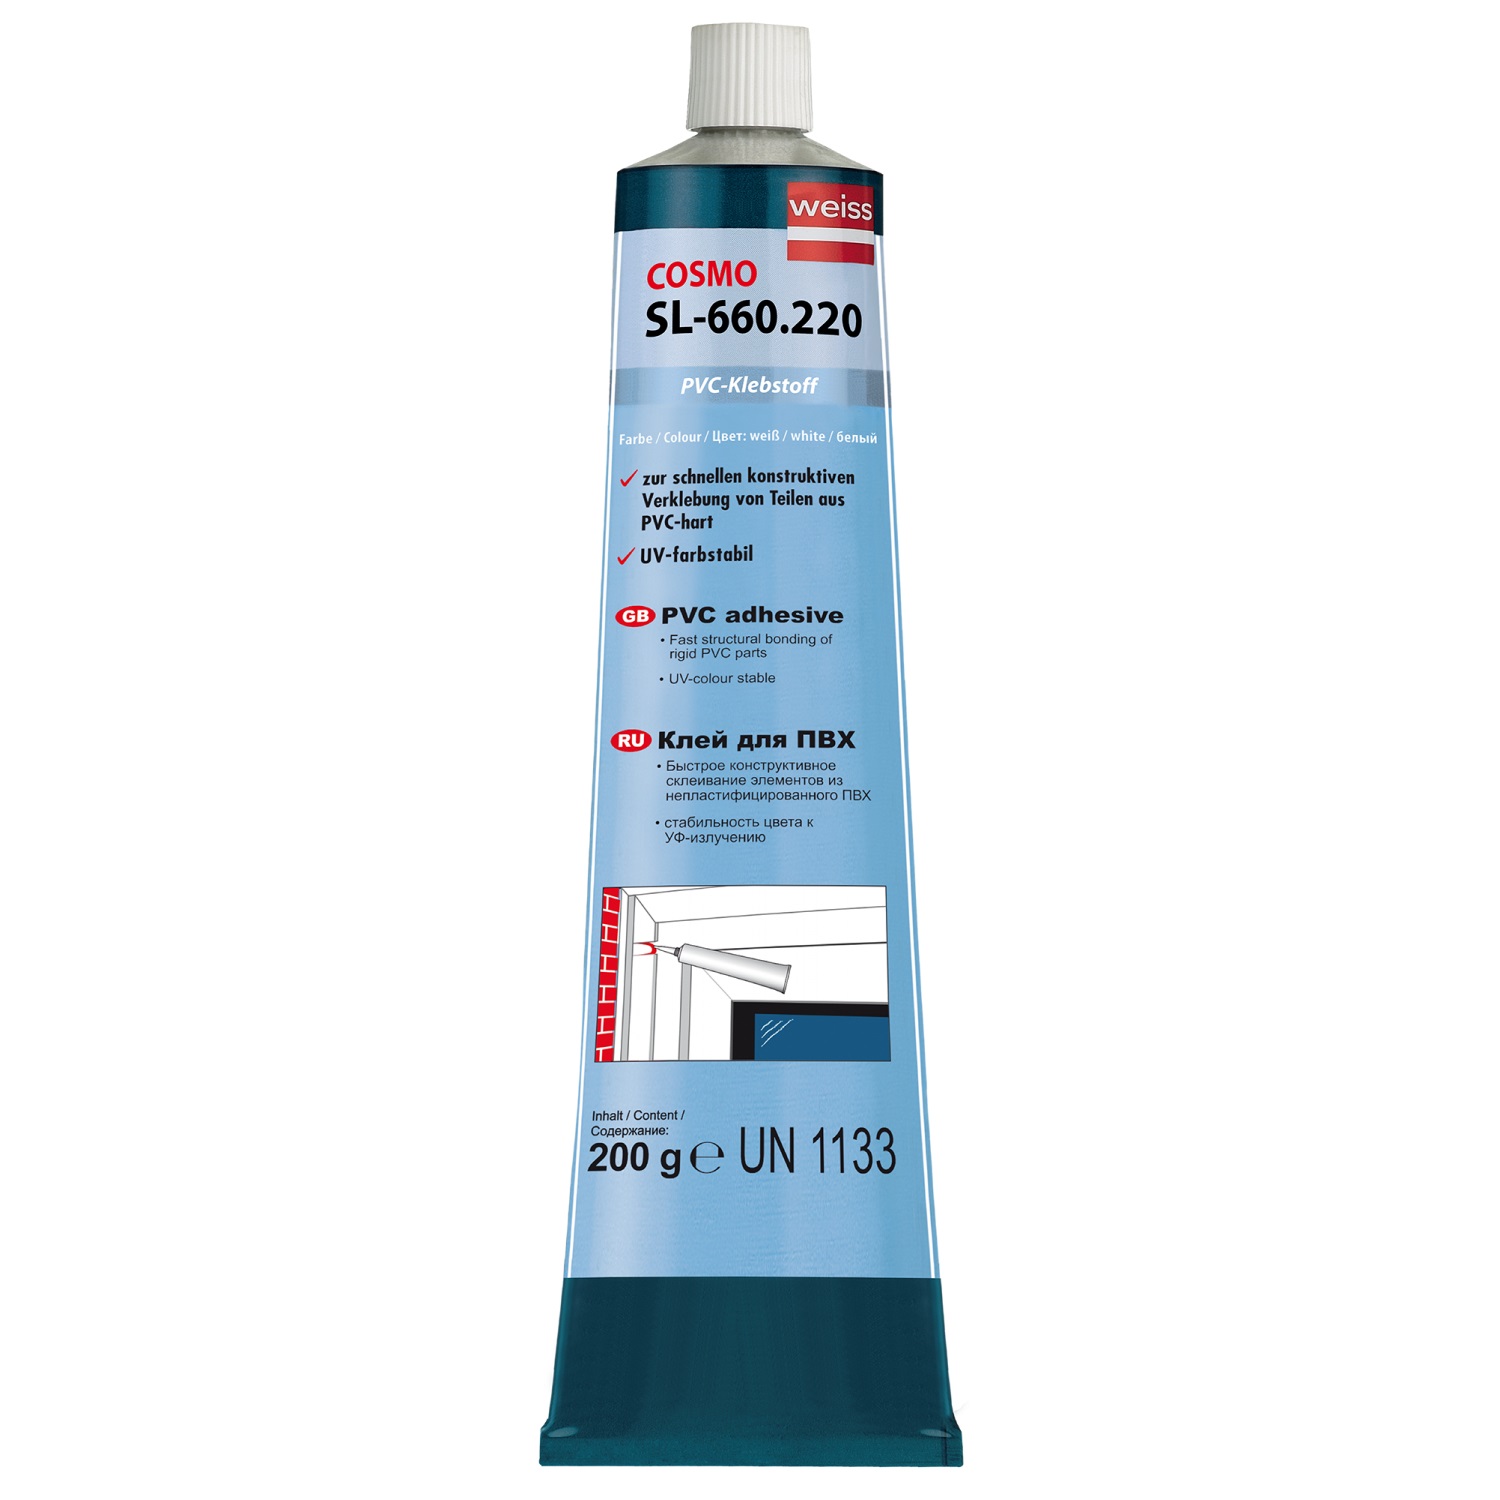 weiss
COSMO
SL-660.220
PVC-Klebstoff
Farbe / Colour / Цвет: weiß / white / белый
zur schnellen konstruktiven
Verklebung von Teilen aus
PVC-hart
UV-farbstabil
GB PVC adhesive
• Fast structural bonding of
rigid PVC parts
• UV-colour stable
RU Клей для ПВХ
• Быстрое конструктивное
склеивание элементов из
непластифицированного ПВХ
• стабильность цвета к
УФ-излучению
Inhalt / Content /
Содержание:
200 g ℮ UN 1133